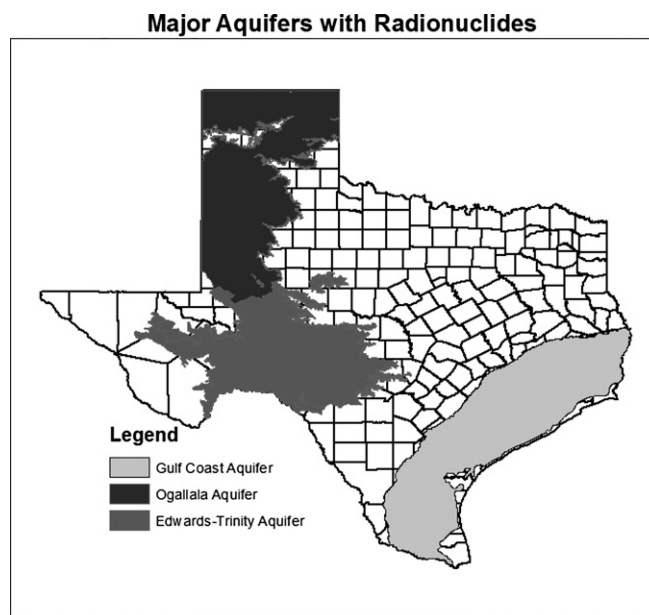 Major Aquifers with Radionuclides
Legend
Gulf Coast Aquifer
Ogallala Aquifer
Edwards-Trinity Aquifer